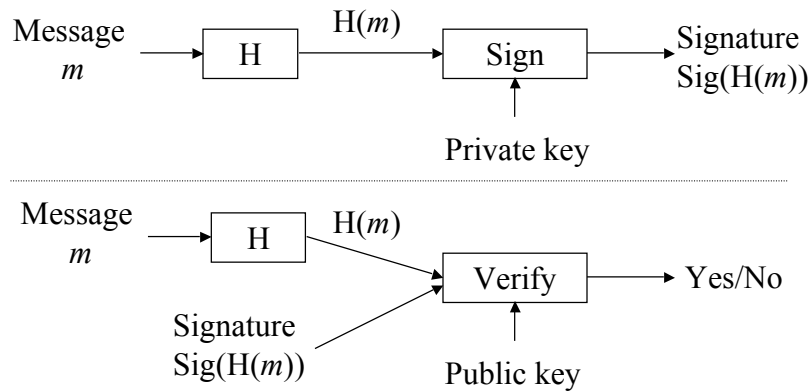 Message
m
H
H(m)
Sign
Signature
Sig(H(m))
Private key
Message
m
H
H(m)
Verify
Yes/No
Signature
Sig(H(m))
Public key